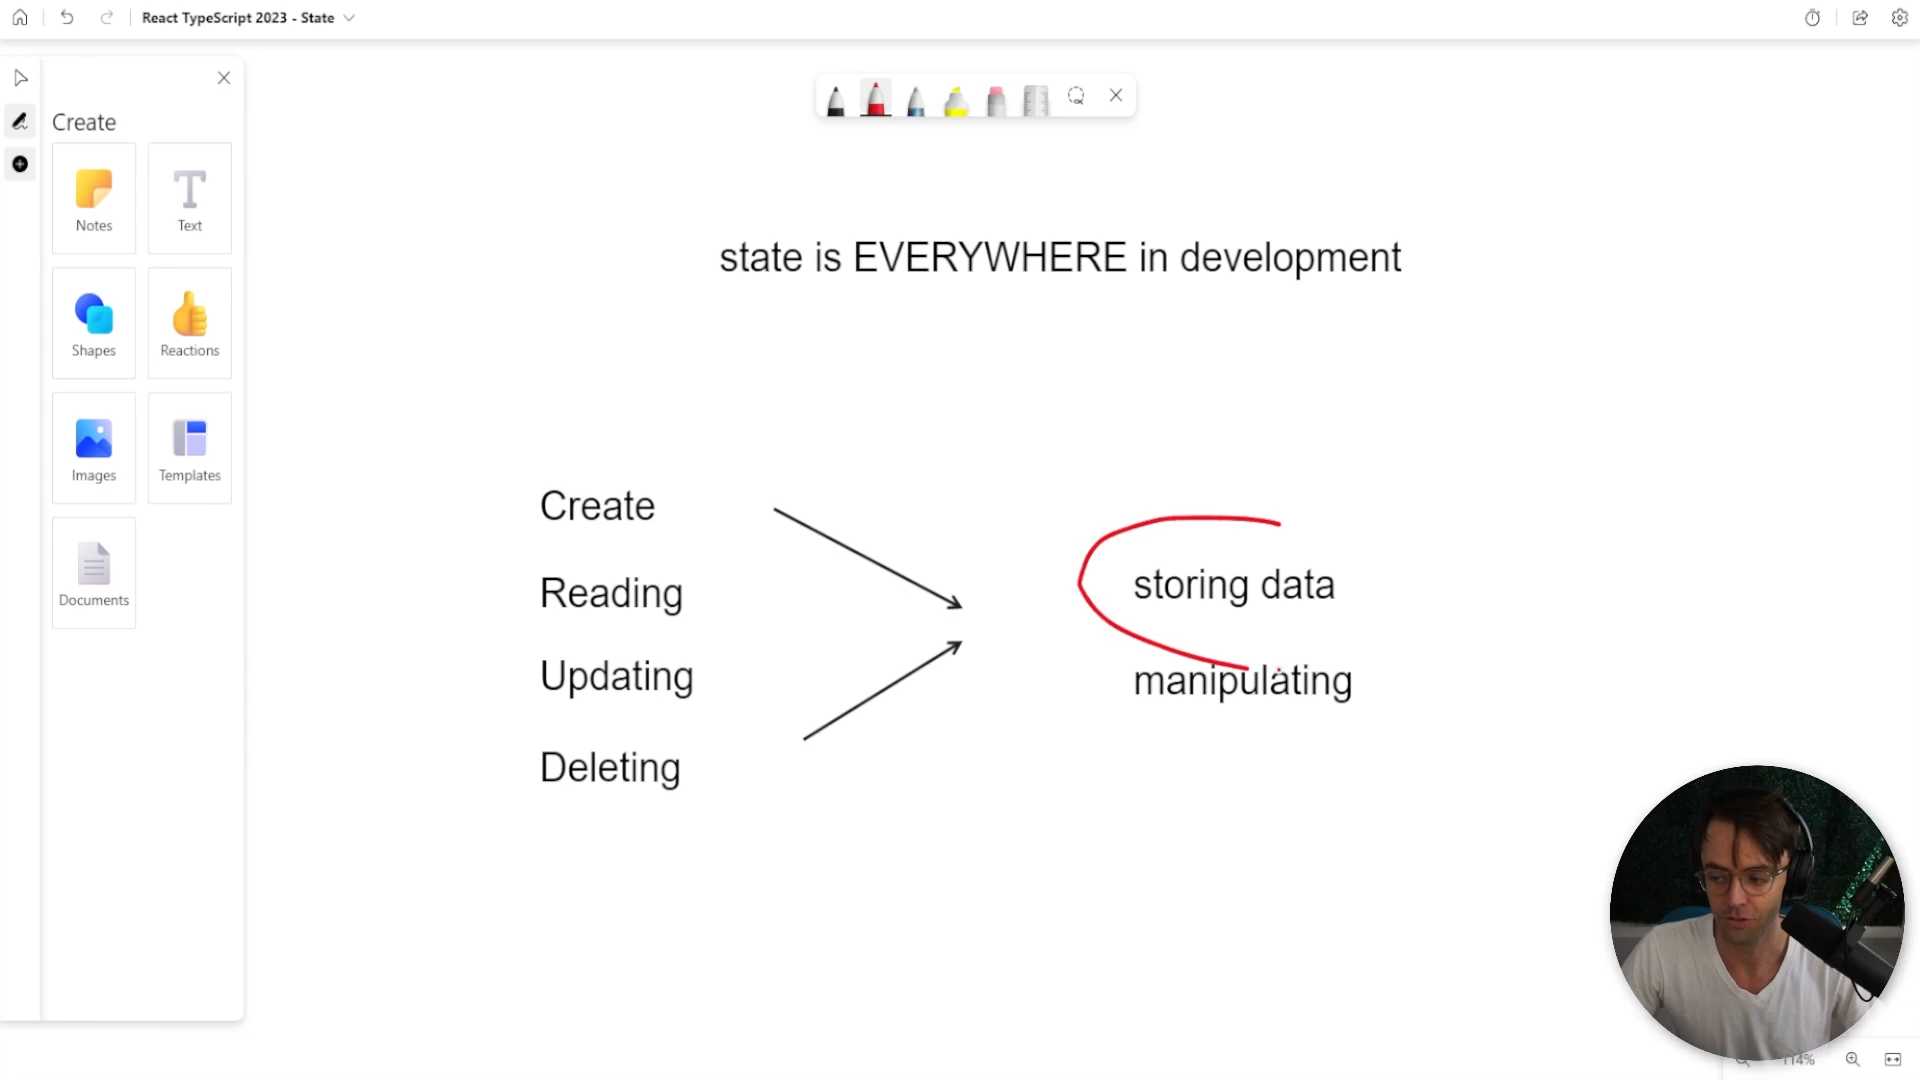 React TypeScript 2023 - State
Create
Notes
Text
Shapes
Reactions
Images
Templates
Documents
state is EVERYWHERE in development
Create
Reading
Updating
Deleting
storing data
manipulating
114%